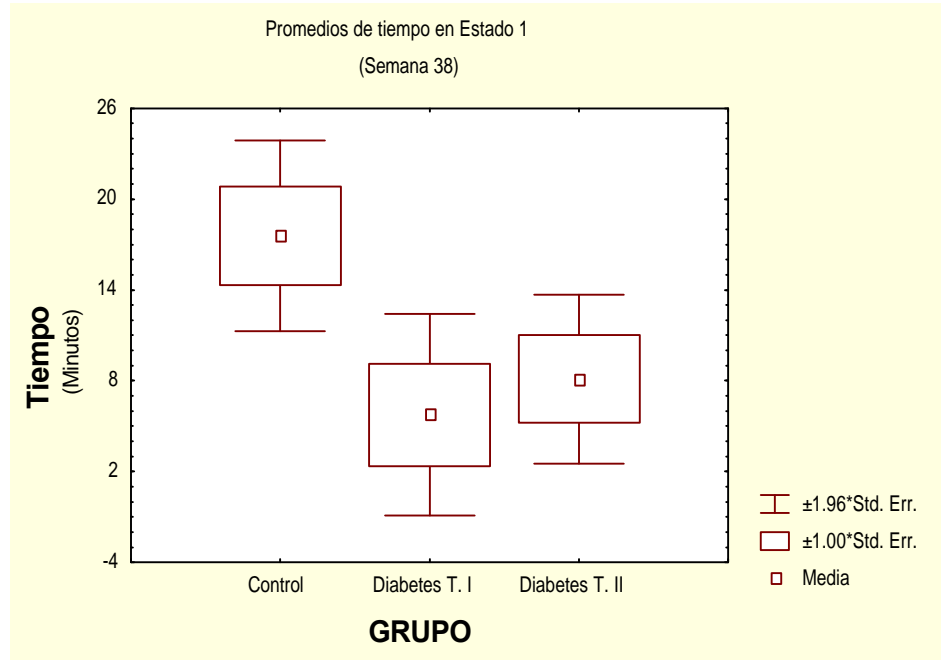 Promedios de tiempo en Estado 1
(Semana 38)
Tiempo
(Minutos)
26
20
14
8
2
-4
Control Diabetes T. I Diabetes T. II
GRUPO
±1.96*Std. Err.
±1.00*Std. Err.
Media